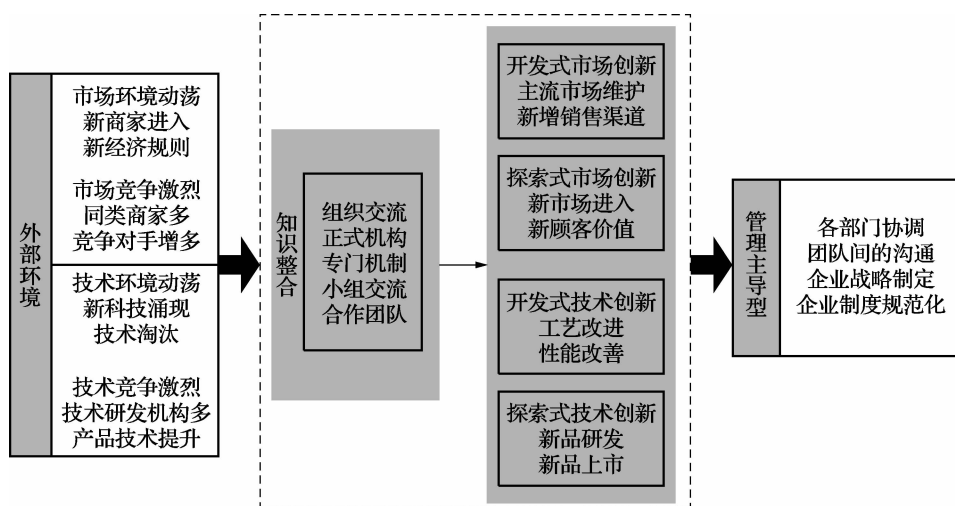 外部环境
市场环境动荡
新商家进入
新经济规则
市场竞争激烈
同类商家多
竞争对手增多
技术环境动荡
新科技涌现
技术淘汰
技术竞争激烈
技术研发机构多
产品技术提升
知识整合
组织交流
正式机构
专门机制
小组交流
合作团队
开发式市场创新
主流市场维护
新增销售渠道
探索式市场创新
新市场进入
新顾客价值
开发式技术创新
工艺改进
性能改善
探索式技术创新
新品研发
新品上市
管理主导型
各部门协调
团队间的沟通
企业战略制定
企业制度规范化